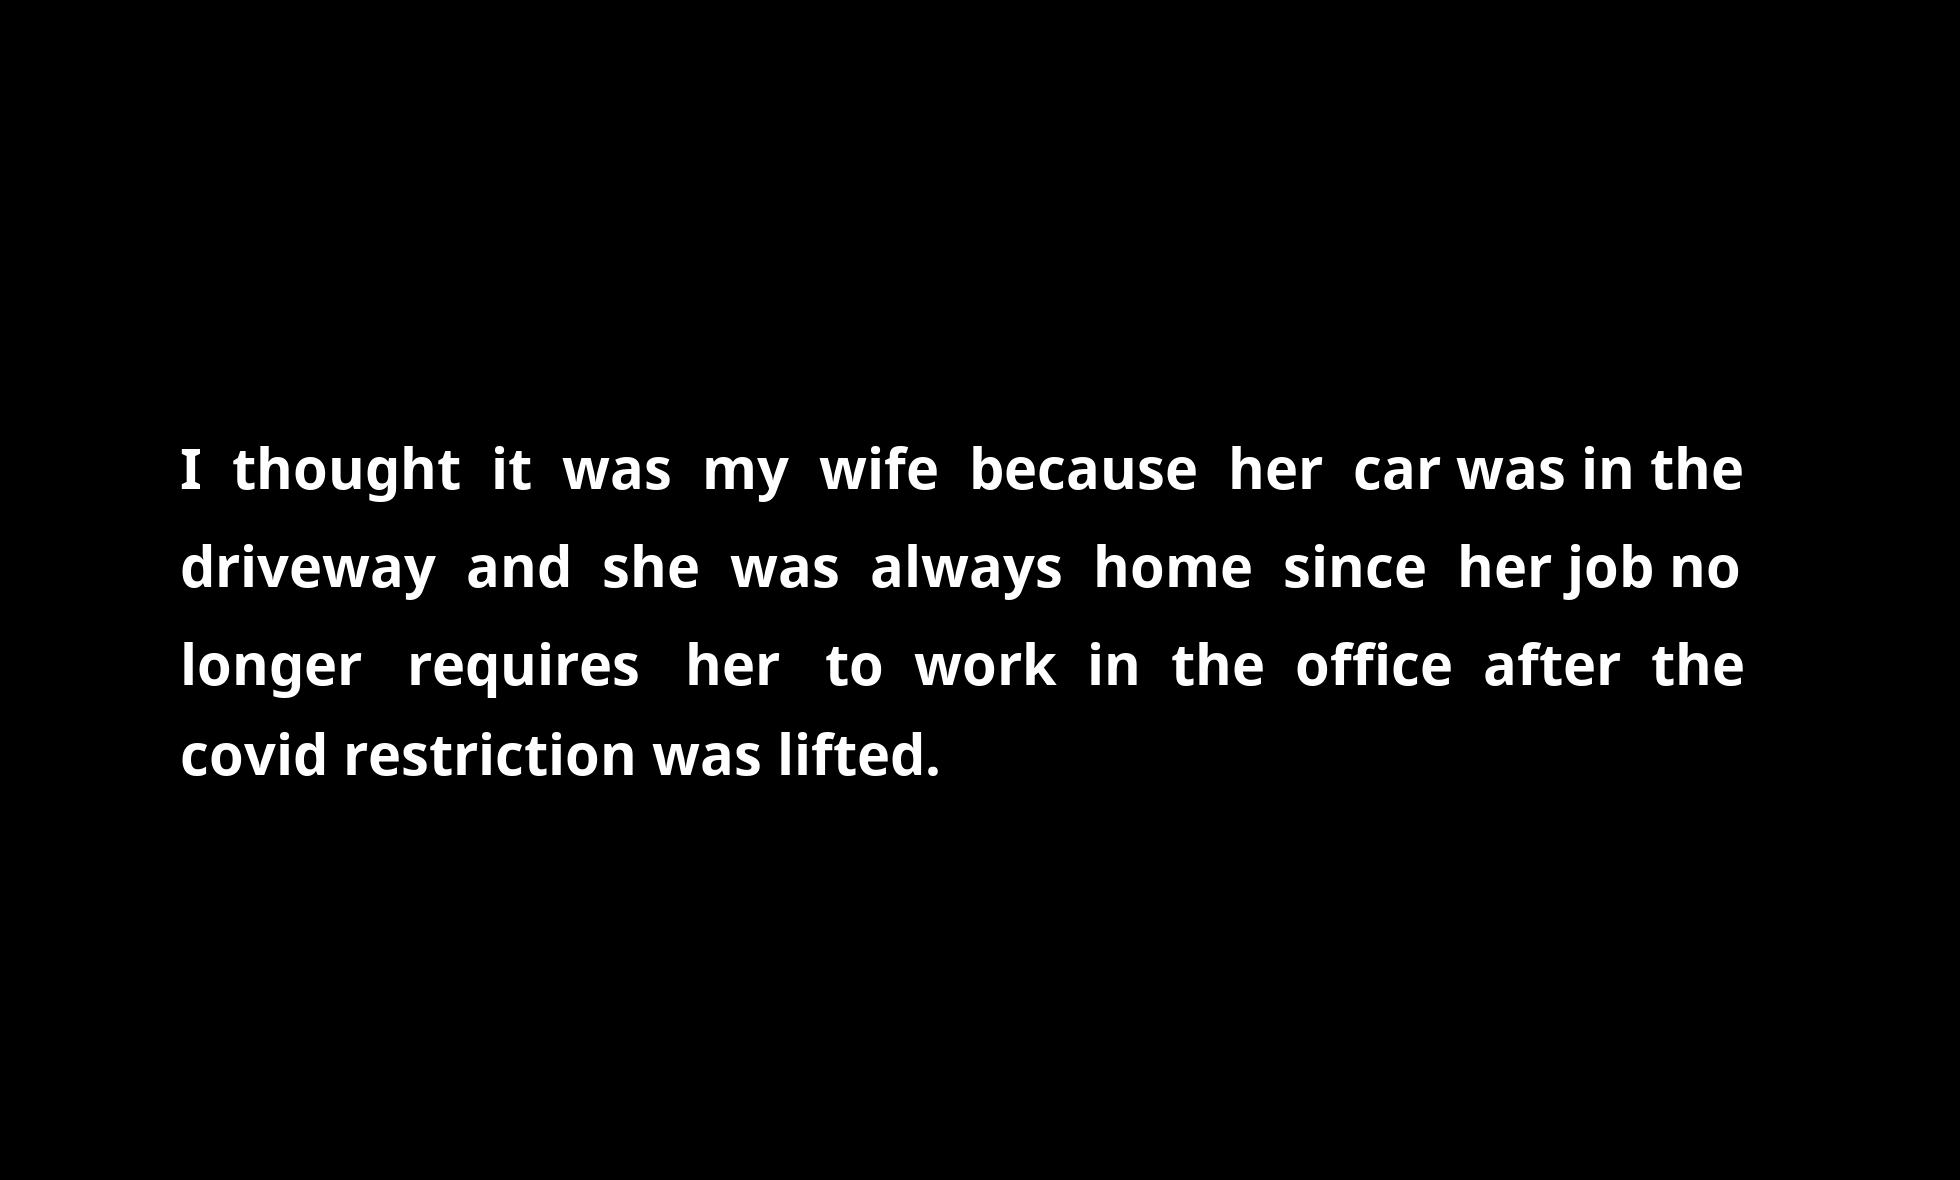 I thought it was my wife because her car was in the
driveway and she was always home since her job no
longer requires her to work in the office after the
covid restriction was lifted.